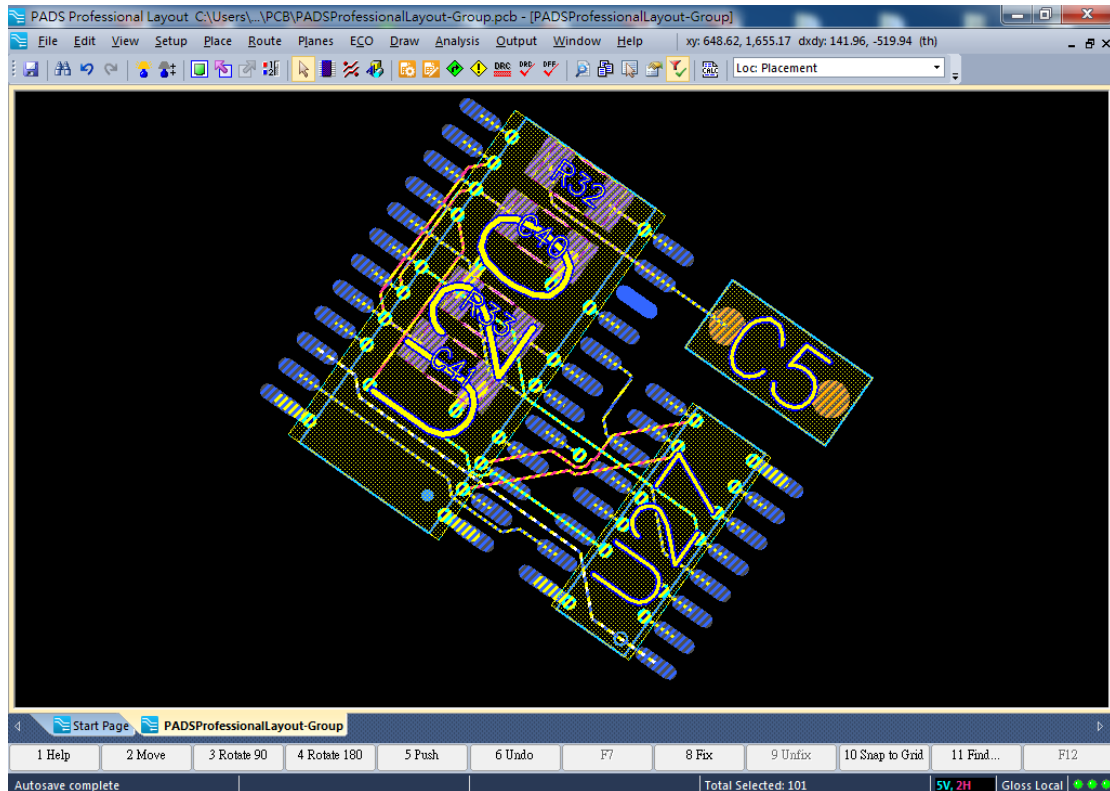 PADS Professional Layout C:\Users\...\PCB\PADSProfessionalLayout-Group.pcb - [PADSProfessionalLayout-Group]
File Edit View Setup Place Route Planes ECO Draw Analysis Output Window Help xy: 648.62, 1,655.17 dxdy: 141.96, -519.94 (th)
DRC DRC DFF CALC Loc: Placement
R32
C40
R33
C41
C5
U27
Start Page PADSProfessionalLayout-Group
1 Help 2 Move 3 Rotate 90 4 Rotate 180 5 Push 6 Undo F7 8 Fix 9 Unfix 10 Snap to Grid 11 Find... F12
Autosave complete Total Selected: 101 5V, 2H Gloss Local